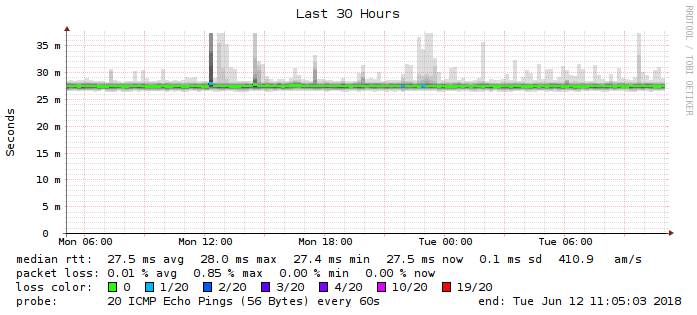 Last 30 Hours
RRDTOOL / TOBI OETIKER
Seconds
35 m
30 m
25 m
20 m
15 m
10 m
5 m
0
Mon 06:00 Mon 12:00 Mon 18:00 Tue 00:00 Tue 06:00
median rtt: 27.5 ms avg 28.0 ms max 27.4 ms min 27.5 ms now 0.1 ms sd 410.9 am/s
packet loss: 0.01 % avg 0.85 % max 0.00 % min 0.00 % now
loss color: 0 1/20 2/20 3/20 4/20 10/20 19/20
probe: 20 ICMP Echo Pings (56 Bytes) every 60s end: Tue Jun 12 11:05:03 2018